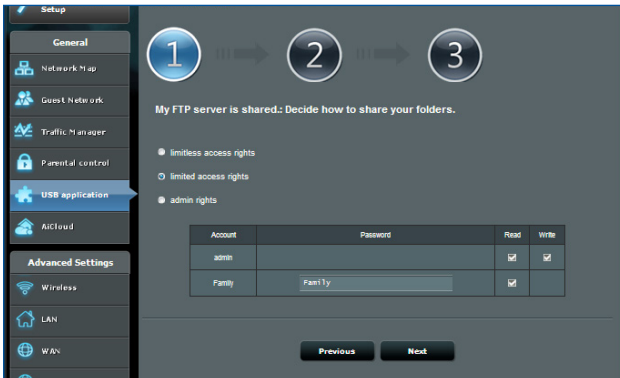 Setup
General
Network Map
Guest Network
Traffic Manager
Parental control
USB application
AiCloud
Advanced Settings
Wireless
LAN
WAN
1
2
3
My FTP server is shared.: Decide how to share your folders.
limitless access rights
limited access rights
admin rights
Account Password Read Write
admin
Family Family
Previous Next